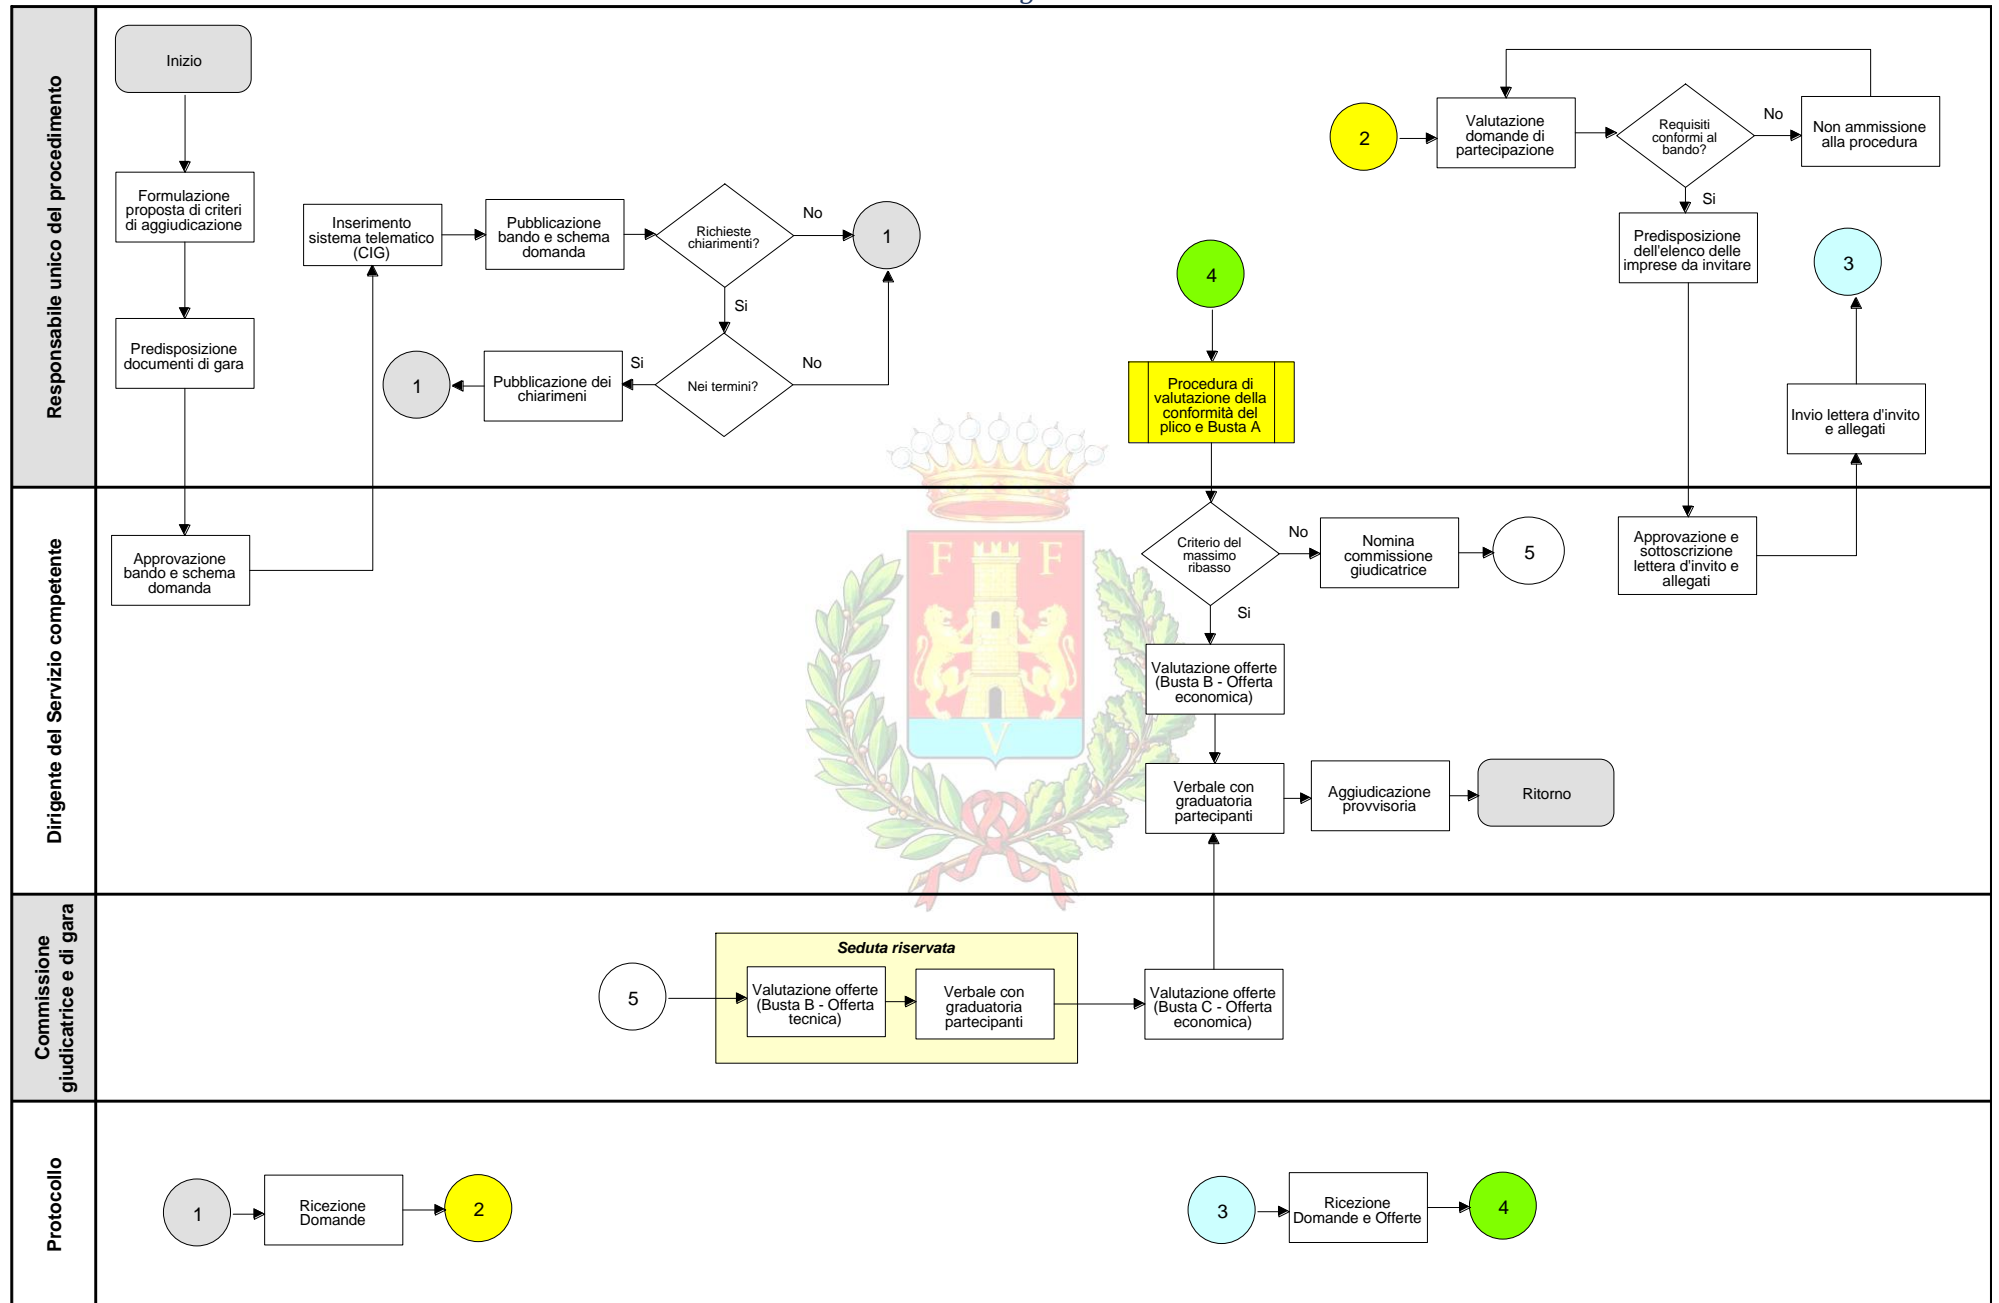 Responsabile unico del procedimento
Inizio
Formulazione
proposta di criteri
di aggiudicazione
Predisposizione
documenti di gara
Inserimento
sistema telematico
(CIG)
Pubblicazione
bando e schema
domanda
Richieste
chiarimenti?
No
1
Si
Nei termini?
No
Si
Pubblicazione dei
chiarimeni
1
4
Procedura di
valutazione della
conformità del
plico e Busta A
2
Valutazione
domande di
partecipazione
Requisiti
conformi al
bando?
No
Non ammissione
alla procedura
Si
Predisposizione
dell'elenco delle
imprese da invitare
3
Invio lettera d'invito
e allegati
Dirigente del Servizio competente
Approvazione
bando e schema
domanda
F F
V
Criterio del
massimo
ribasso
No
Nomina
commissione
giudicatrice
5
Si
Approvazione e
sottoscrizione
lettera d'invito e
allegati
Valutazione offerte
(Busta B - Offerta
economica)
Verbale con
graduatoria
partecipanti
Aggiudicazione
provvisoria
Ritorno
Commissione
giudicatrice e di gara
5
Seduta riservata
Valutazione offerte
(Busta B - Offerta
tecnica)
Verbale con
graduatoria
partecipanti
Valutazione offerte
(Busta C - Offerta
economica)
Protocollo
1
Ricezione
Domande
2
3
Ricezione
Domande e Offerte
4